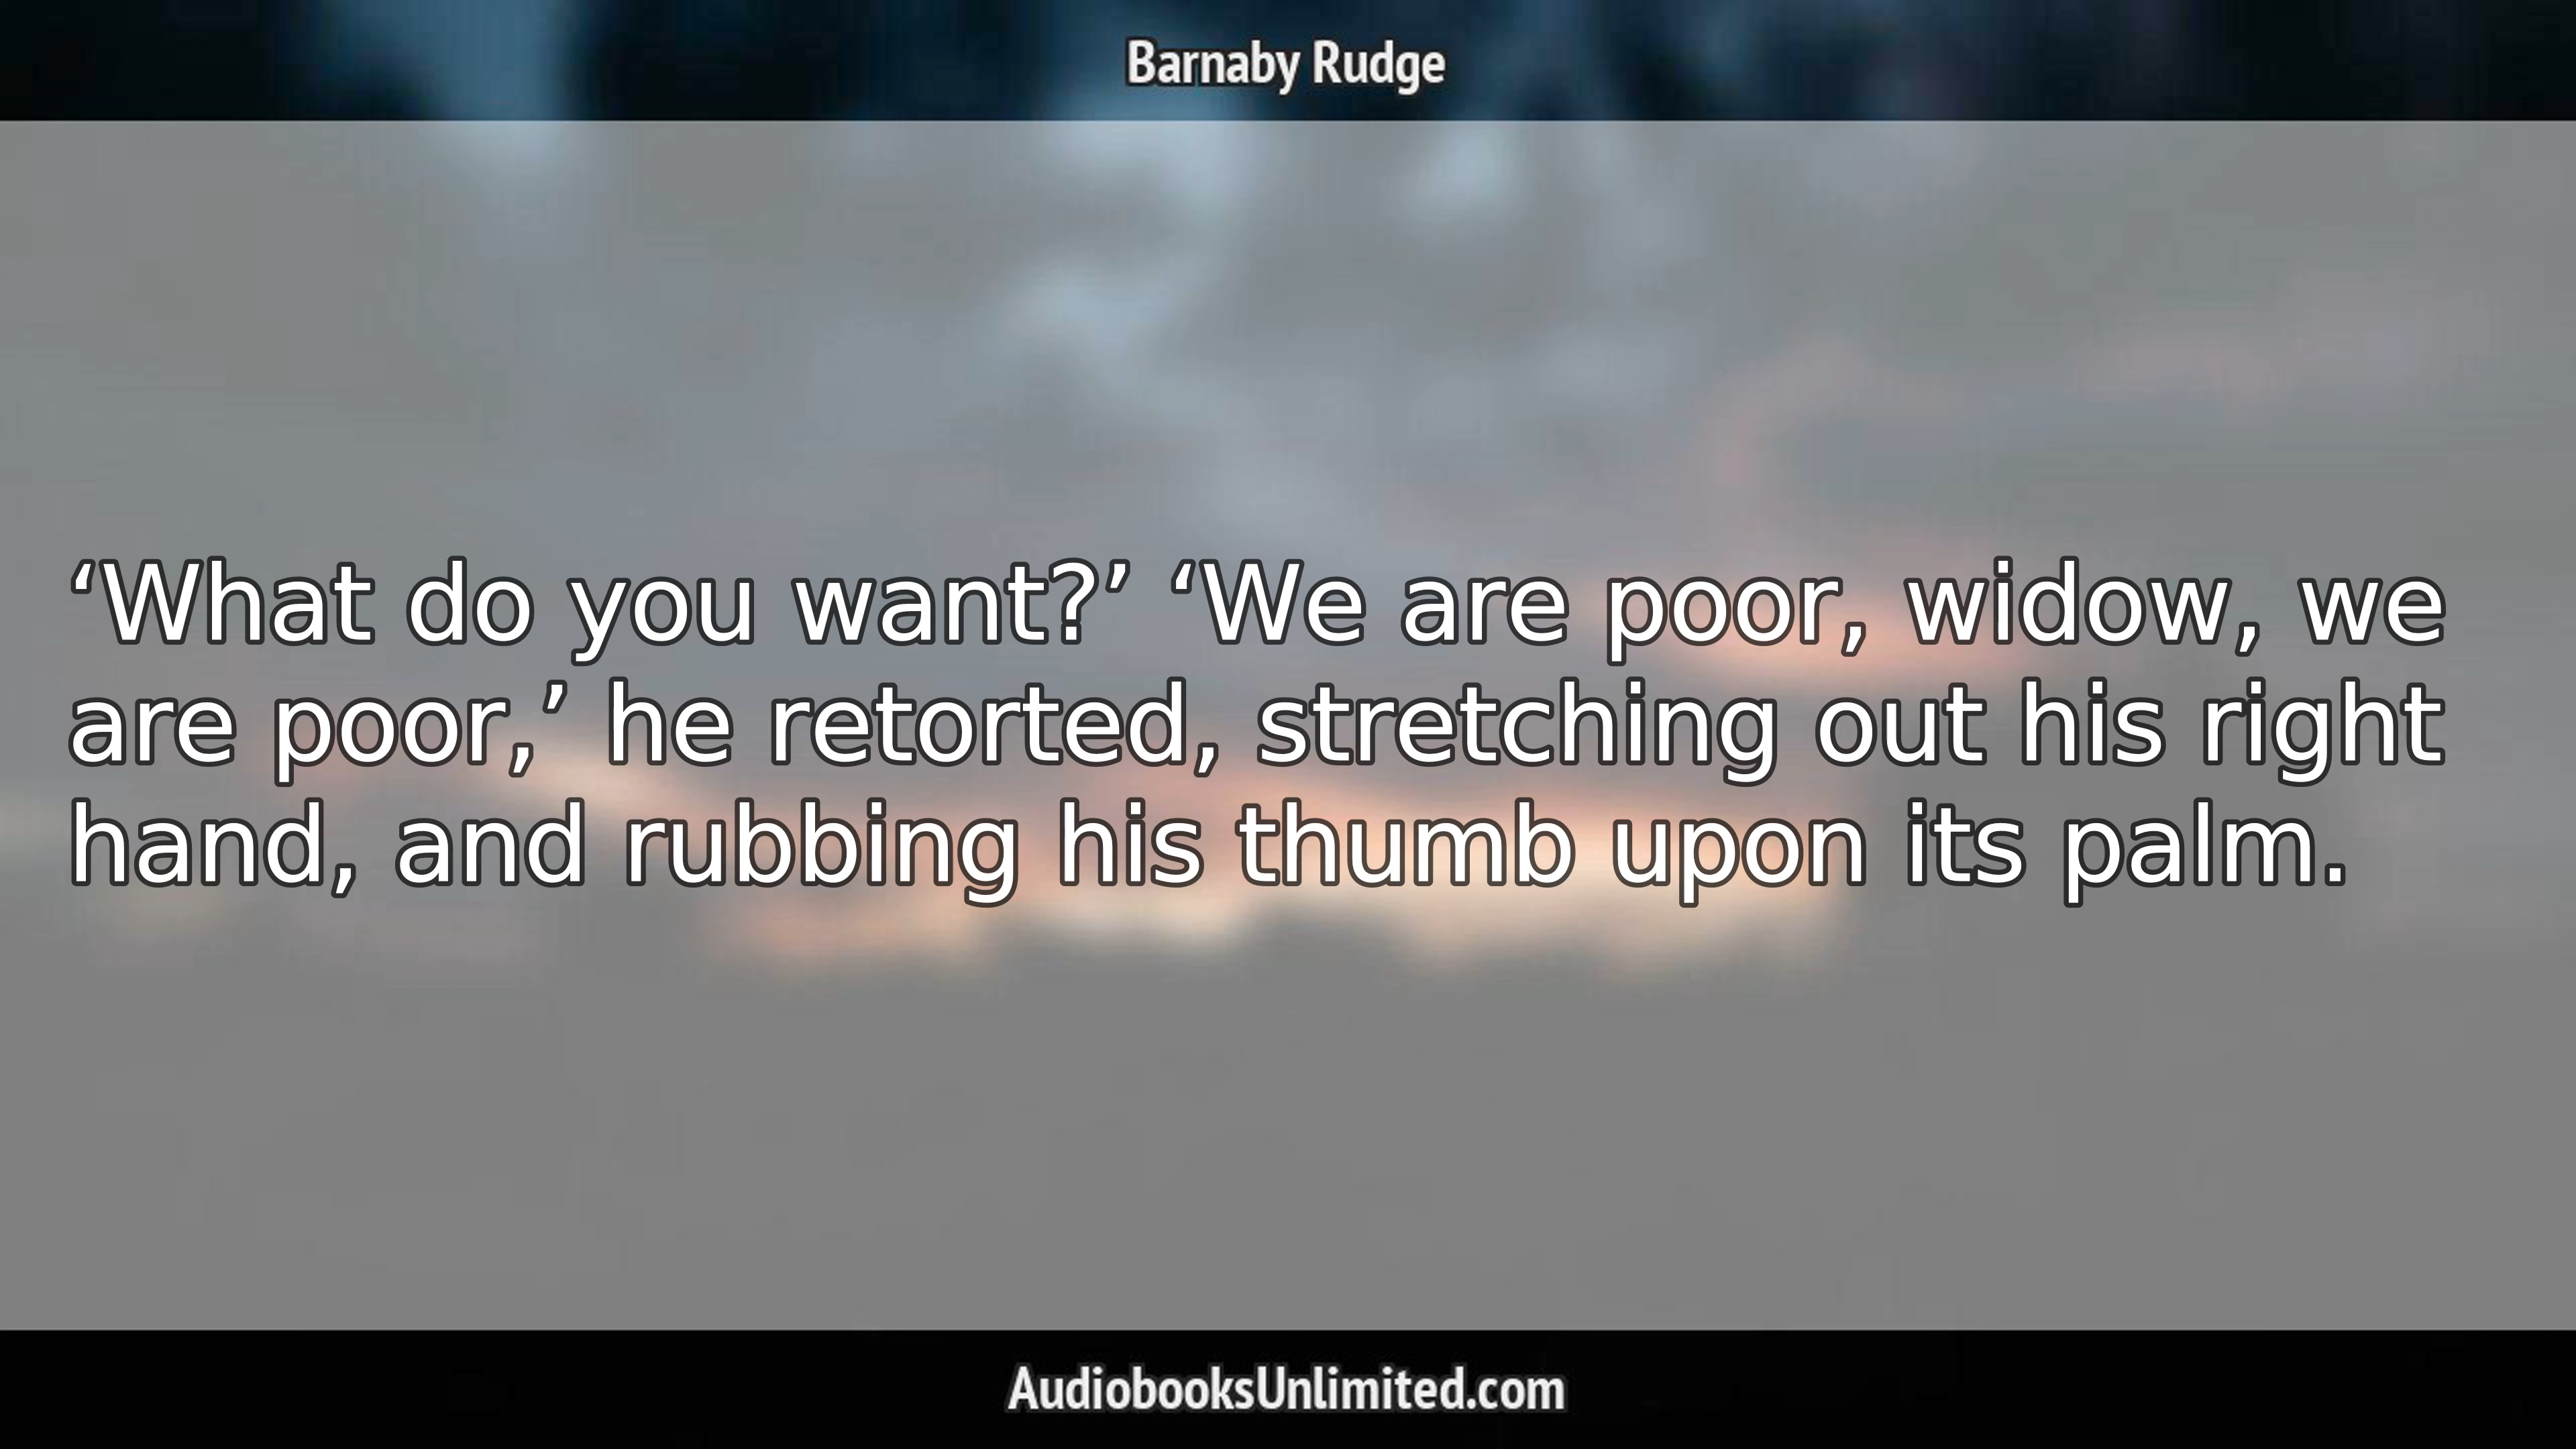 Barnaby Rudge
‘What do you want?’ ‘We are poor, widow, we
are poor,’ he retorted, stretching out his right
hand, and rubbing his thumb upon its palm.
AudiobooksUnlimited.com